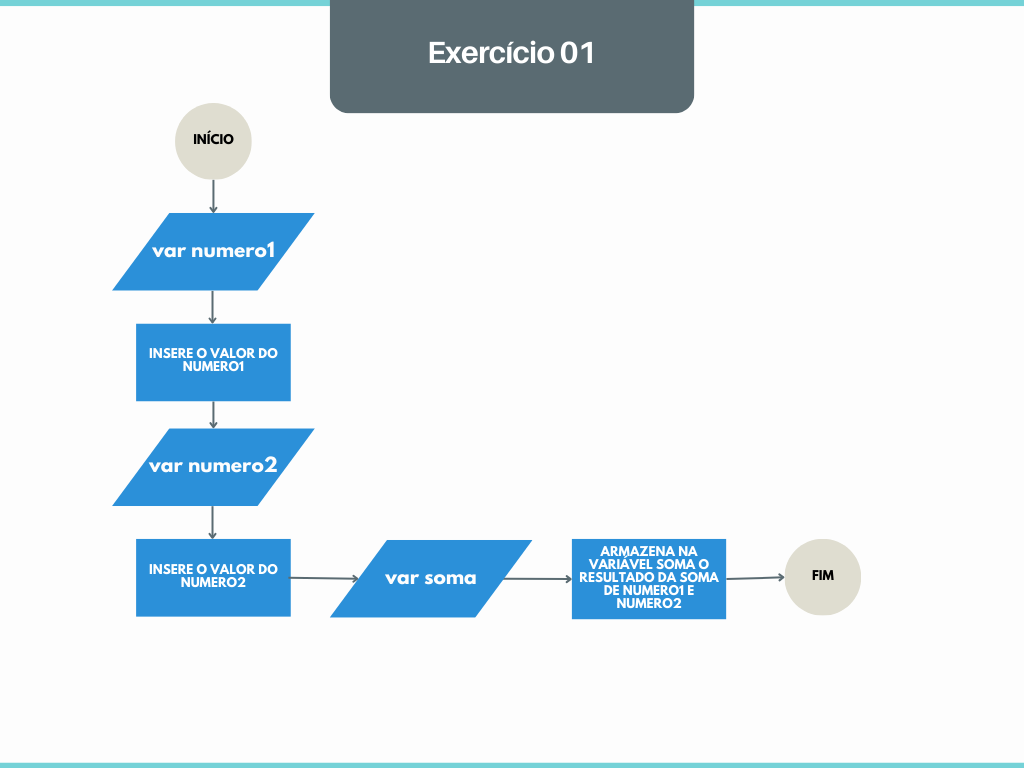 Exercício 01
INÍCIO
var numero1
INSERE O VALOR DO
NUMERO1
var numero2
INSERE O VALOR DO
NUMERO2
var soma
ARMAZENA NA
VARIÁVEL SOMA O
RESULTADO DA SOMA
DE NUMERO1 E
NUMERO2
FIM